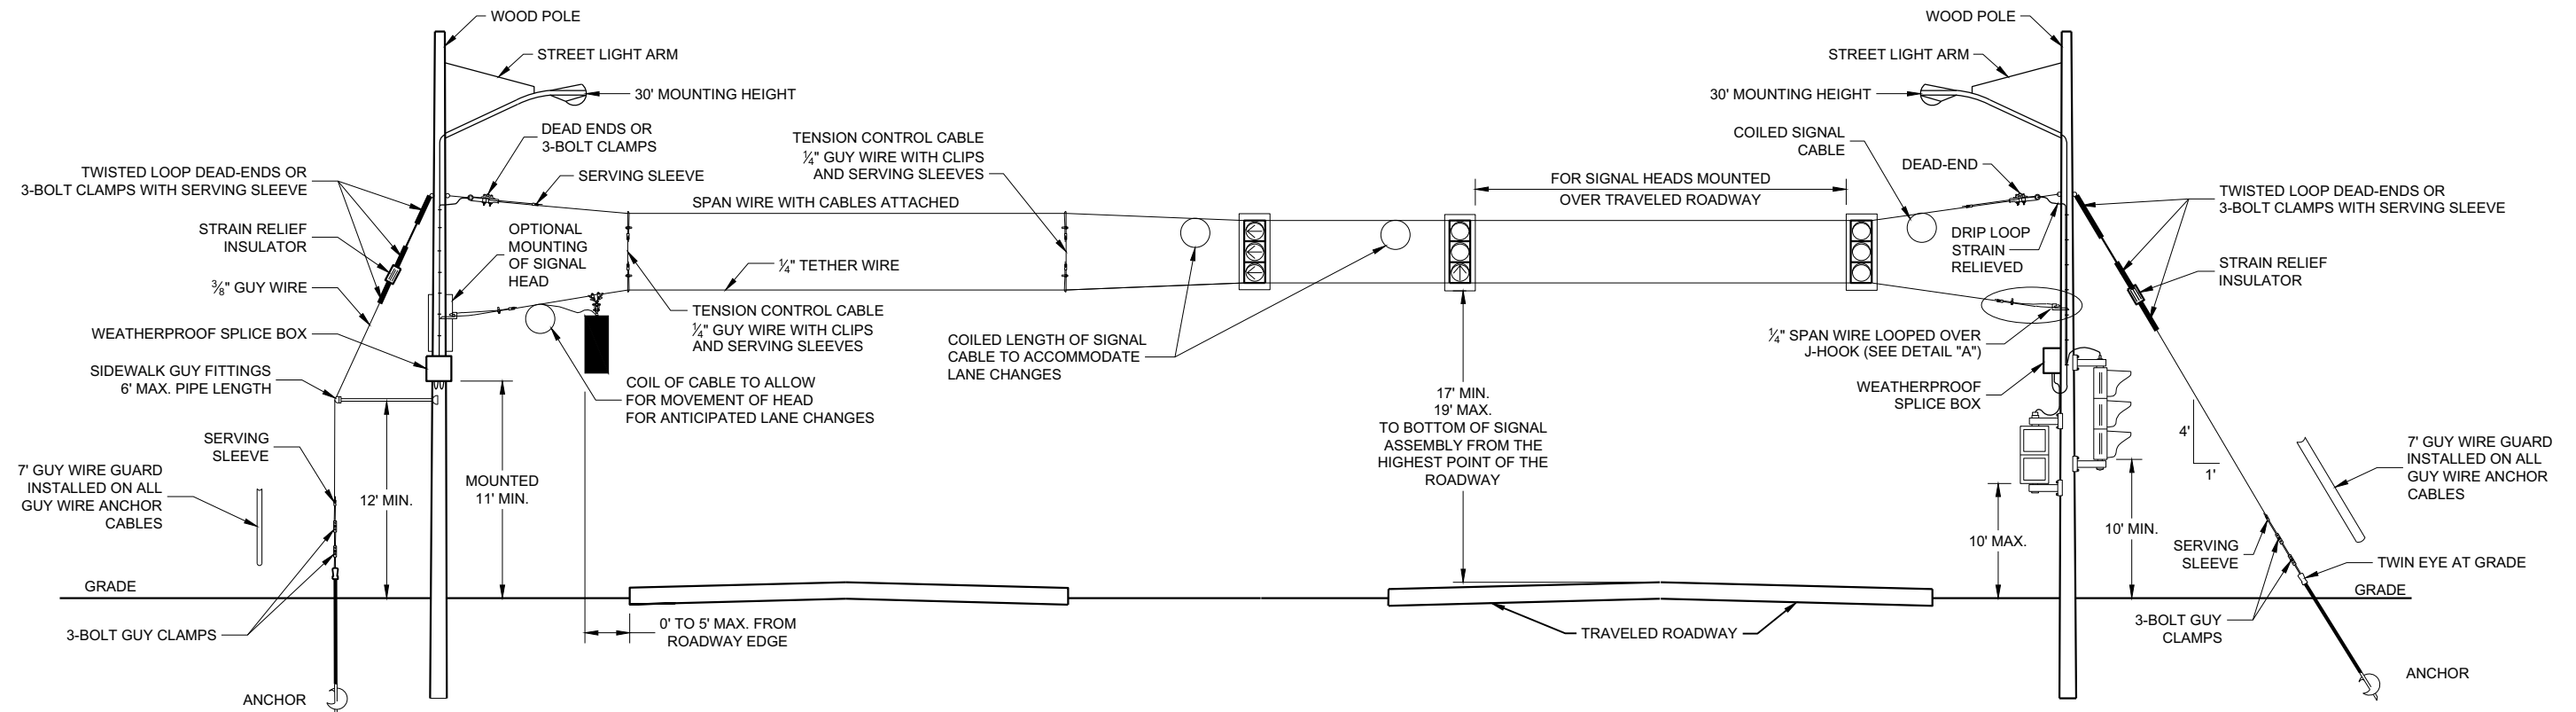 WOOD POLE
STREET LIGHT ARM
30' MOUNTING HEIGHT
DEAD ENDS OR
3-BOLT CLAMPS
SERVING SLEEVE
TWISTED LOOP DEAD-ENDS OR
3-BOLT CLAMPS WITH SERVING SLEEVE
STRAIN RELIEF
INSULATOR
⅜" GUY WIRE
WEATHERPROOF SPLICE BOX
SIDEWALK GUY FITTINGS
6' MAX. PIPE LENGTH
SERVING
SLEEVE
7' GUY WIRE GUARD
INSTALLED ON ALL
GUY WIRE ANCHOR
CABLES
12' MIN.
MOUNTED
11' MIN.
GRADE
3-BOLT GUY CLAMPS
ANCHOR
OPTIONAL
MOUNTING
OF SIGNAL
HEAD
SPAN WIRE WITH CABLES ATTACHED
TENSION CONTROL CABLE
¼" GUY WIRE WITH CLIPS
AND SERVING SLEEVES
¼" TETHER WIRE
TENSION CONTROL CABLE
¼" GUY WIRE WITH CLIPS
AND SERVING SLEEVES
COIL OF CABLE TO ALLOW
FOR MOVEMENT OF HEAD
FOR ANTICIPATED LANE CHANGES
0' TO 5' MAX. FROM
ROADWAY EDGE
COILED LENGTH OF SIGNAL
CABLE TO ACCOMMODATE
LANE CHANGES
FOR SIGNAL HEADS MOUNTED
OVER TRAVELED ROADWAY
17' MIN.
19' MAX.
TO BOTTOM OF SIGNAL
ASSEMBLY FROM THE
HIGHEST POINT OF THE
ROADWAY
TRAVELED ROADWAY
WOOD POLE
STREET LIGHT ARM
30' MOUNTING HEIGHT
COILED SIGNAL
CABLE
DEAD-END
DRIP LOOP
STRAIN
RELIEVED
¼" SPAN WIRE LOOPED OVER
J-HOOK (SEE DETAIL "A")
WEATHERPROOF
SPLICE BOX
10' MAX.
10' MIN.
TWISTED LOOP DEAD-ENDS OR
3-BOLT CLAMPS WITH SERVING SLEEVE
STRAIN RELIEF
INSULATOR
4'
1'
7' GUY WIRE GUARD
INSTALLED ON ALL
GUY WIRE ANCHOR
CABLES
SERVING
SLEEVE
TWIN EYE AT GRADE
GRADE
3-BOLT GUY
CLAMPS
ANCHOR